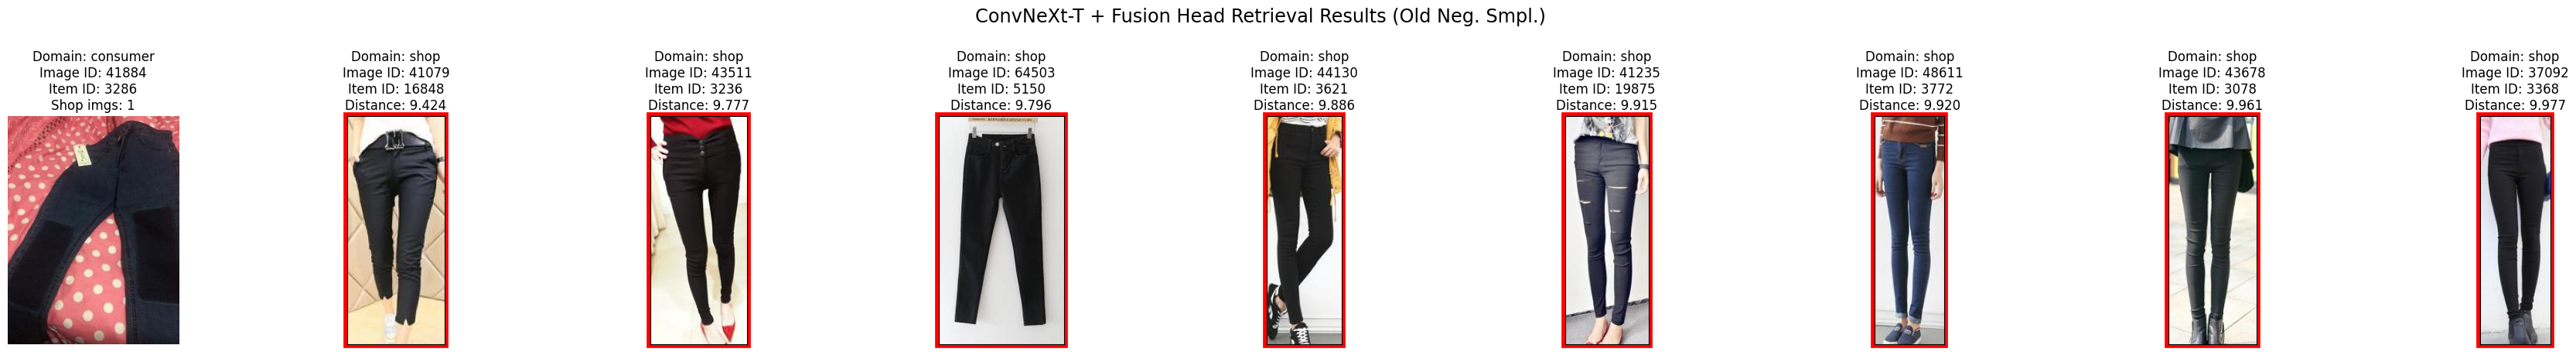 ConvNeXt-T + Fusion Head Retrieval Results (Old Neg. Smpl.)
Domain: consumer
Image ID: 41884
Item ID: 3286
Shop imgs: 1
Domain: shop
Image ID: 41079
Item ID: 16848
Distance: 9.424
Domain: shop
Image ID: 43511
Item ID: 3236
Distance: 9.777
Domain: shop
Image ID: 64503
Item ID: 5150
Distance: 9.796
Domain: shop
Image ID: 44130
Item ID: 3621
Distance: 9.886
Domain: shop
Image ID: 41235
Item ID: 19875
Distance: 9.915
Domain: shop
Image ID: 48611
Item ID: 3772
Distance: 9.920
Domain: shop
Image ID: 43678
Item ID: 3078
Distance: 9.961
Domain: shop
Image ID: 37092
Item ID: 3368
Distance: 9.977